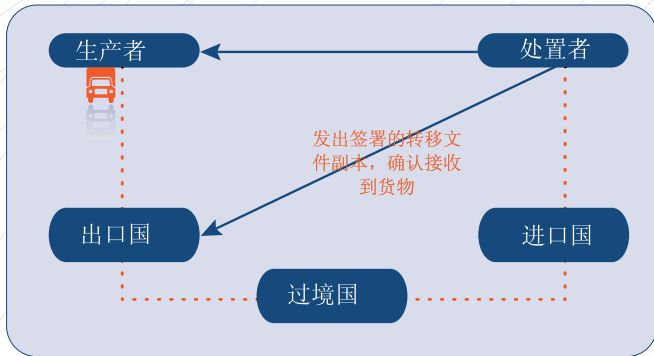 生产者
处置者
发出签署的转移文
件副本，确认接收
到货物
出口国
进口国
过境国